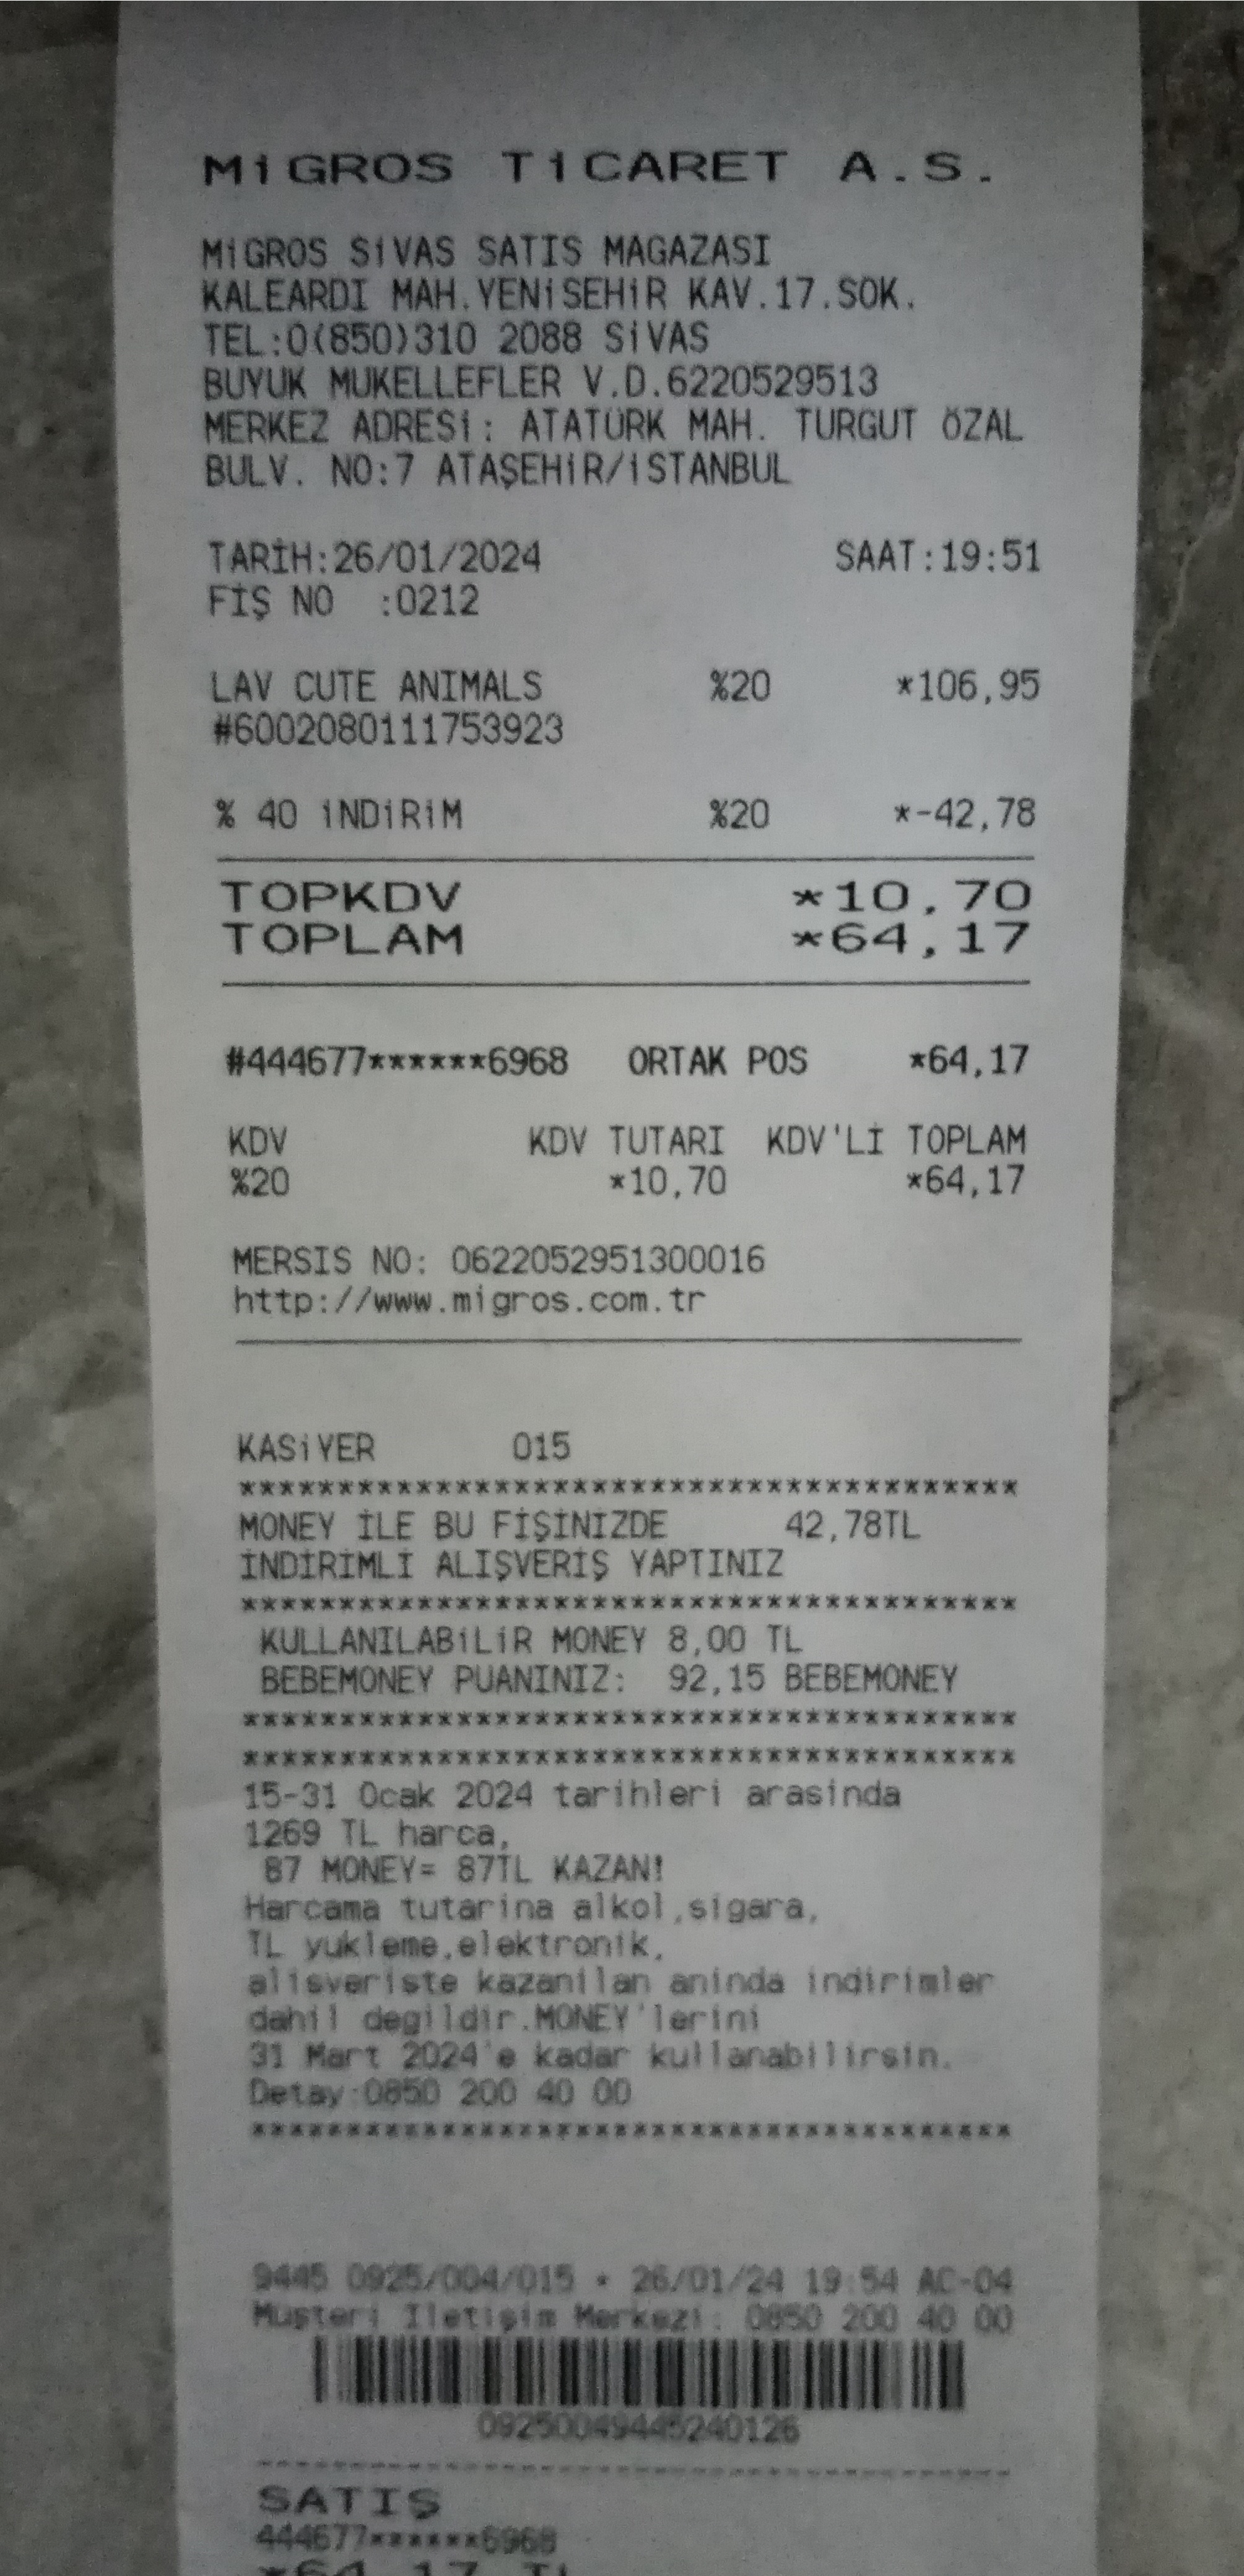 MiGROS TiCARET A.S.
MiGROS SiVAS SATIS MAGAZASI
KALEARDI MAH.YENiSEHiR KAV.17.SOK.
TEL:0(850)310 2088 SiVAS
BUYUK MUKELLEFLER V.D.6220529513
MERKEZ ADRESi: ATATÜRK MAH. TURGUT ÖZAL
BULV. NO:7 ATAŞEHiR/iSTANBUL
TARİH:26/01/2024 SAAT:19:51
FİŞ NO :0212
LAV CUTE ANIMALS %20 *106,95
#6002080111753923
% 40 iNDiRiM %20 *-42,78
TOPKDV *10,70
TOPLAM *64,17
#444677******6968 ORTAK POS *64,17
KDV KDV TUTARI KDV'Lİ TOPLAM
%20 *10,70 *64,17
MERSIS NO: 0622052951300016
http://www.migros.com.tr
KASiYER 015
****************************************
MONEY İLE BU FİŞİNİZDE 42,78TL
İNDİRİMLİ ALIŞVERİŞ YAPTINIZ
****************************************
KULLANILABiLiR MONEY 8,00 TL
BEBEMONEY PUANINIZ: 92,15 BEBEMONEY
****************************************
****************************************
15-31 Ocak 2024 tarihleri arasinda
1269 TL harca,
87 MONEY= 87TL KAZAN!
Harcama tutarina alkol,sigara,
TL yukleme,elektronik,
alisveriste kazanilan aninda indirimler
dahil degildir.MONEY'lerini
31 Mart 2024'e kadar kullanabilirsin.
Detay:0850 200 40 00
****************************************
9445 0925/004/015 * 26/01/24 19:54 AC-04
Müşteri İletişim Merkezi: 0850 200 40 00
09250049445240126
SATIŞ
444677******6968
*64,17 TL